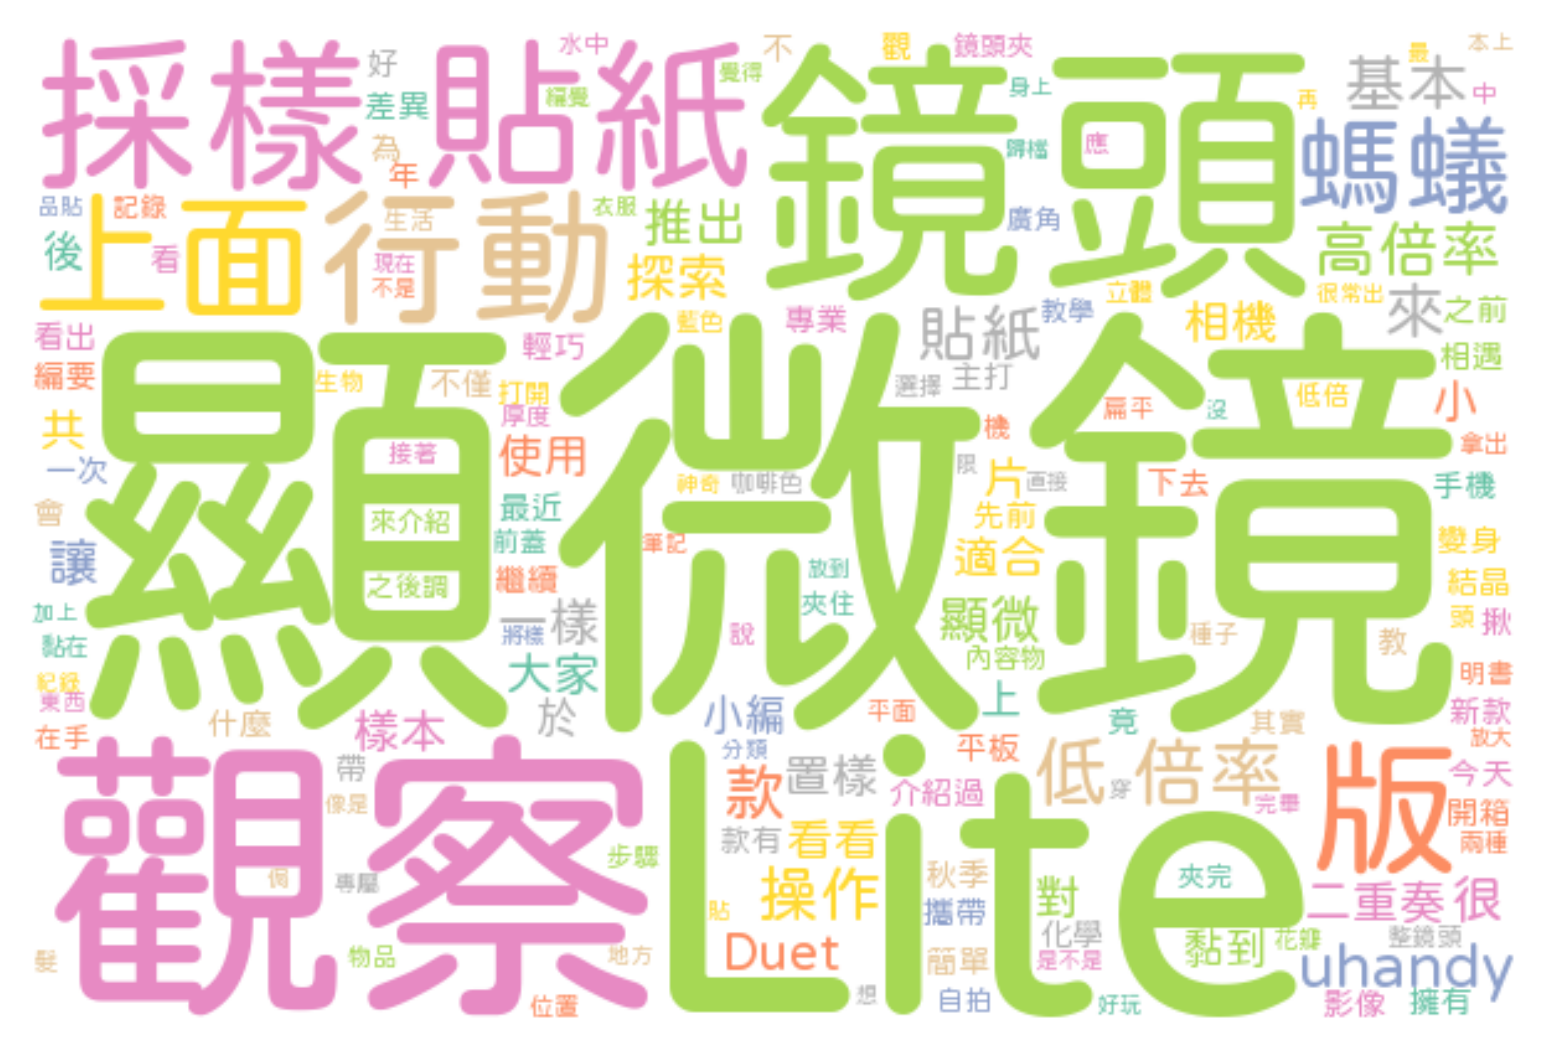 採樣貼紙
好
水中
不
觀
鏡頭夾
最
本上
覺得
差異
編覺
鏡頭
身上
再
基本
中
為
年
歸檔
應
螞蟻
品貼
記錄
上面
行動
生活
衣服
推出
廣角
高倍率
後
看
現在
不是
探索
立體
很常出
看出
藍色
專業
貼紙
教學
相機
來
之前
編要
輕巧
顯微鏡
生物
不僅
打開
厚度
選擇
主打
扁平
沒
低倍
相遇
小
共
接著
使用
機
拿出
一次
神奇
咖啡色
限
片
直接
下去
手機
會
來介紹
最近
先前
讓
前蓋
筆記
適合
變身
之後調
繼續
放到
結晶
加上
夾住
一樣
將樣
說
顯微
種子
頭
揪
黏在
內容物
教
紀錄
大家
明書
東西
上
在手
什麼
樣本
於
小編
平面
竟
其實
新款
放大
分類
平板
觀察
帶
款
置樣
低倍率
版
今天
像是
介紹過
穿
完畢
開箱
Lite
款有
看看
兩種
侷
專屬
步驟
秋季
夾完
操作
對
二重奏
很
貼
攜帶
髮
物品
地方
Duet
簡單
化學
是不是
黏到
花瓣
整鏡頭
uhandy
位置
想
自拍
好玩
影像
擁有